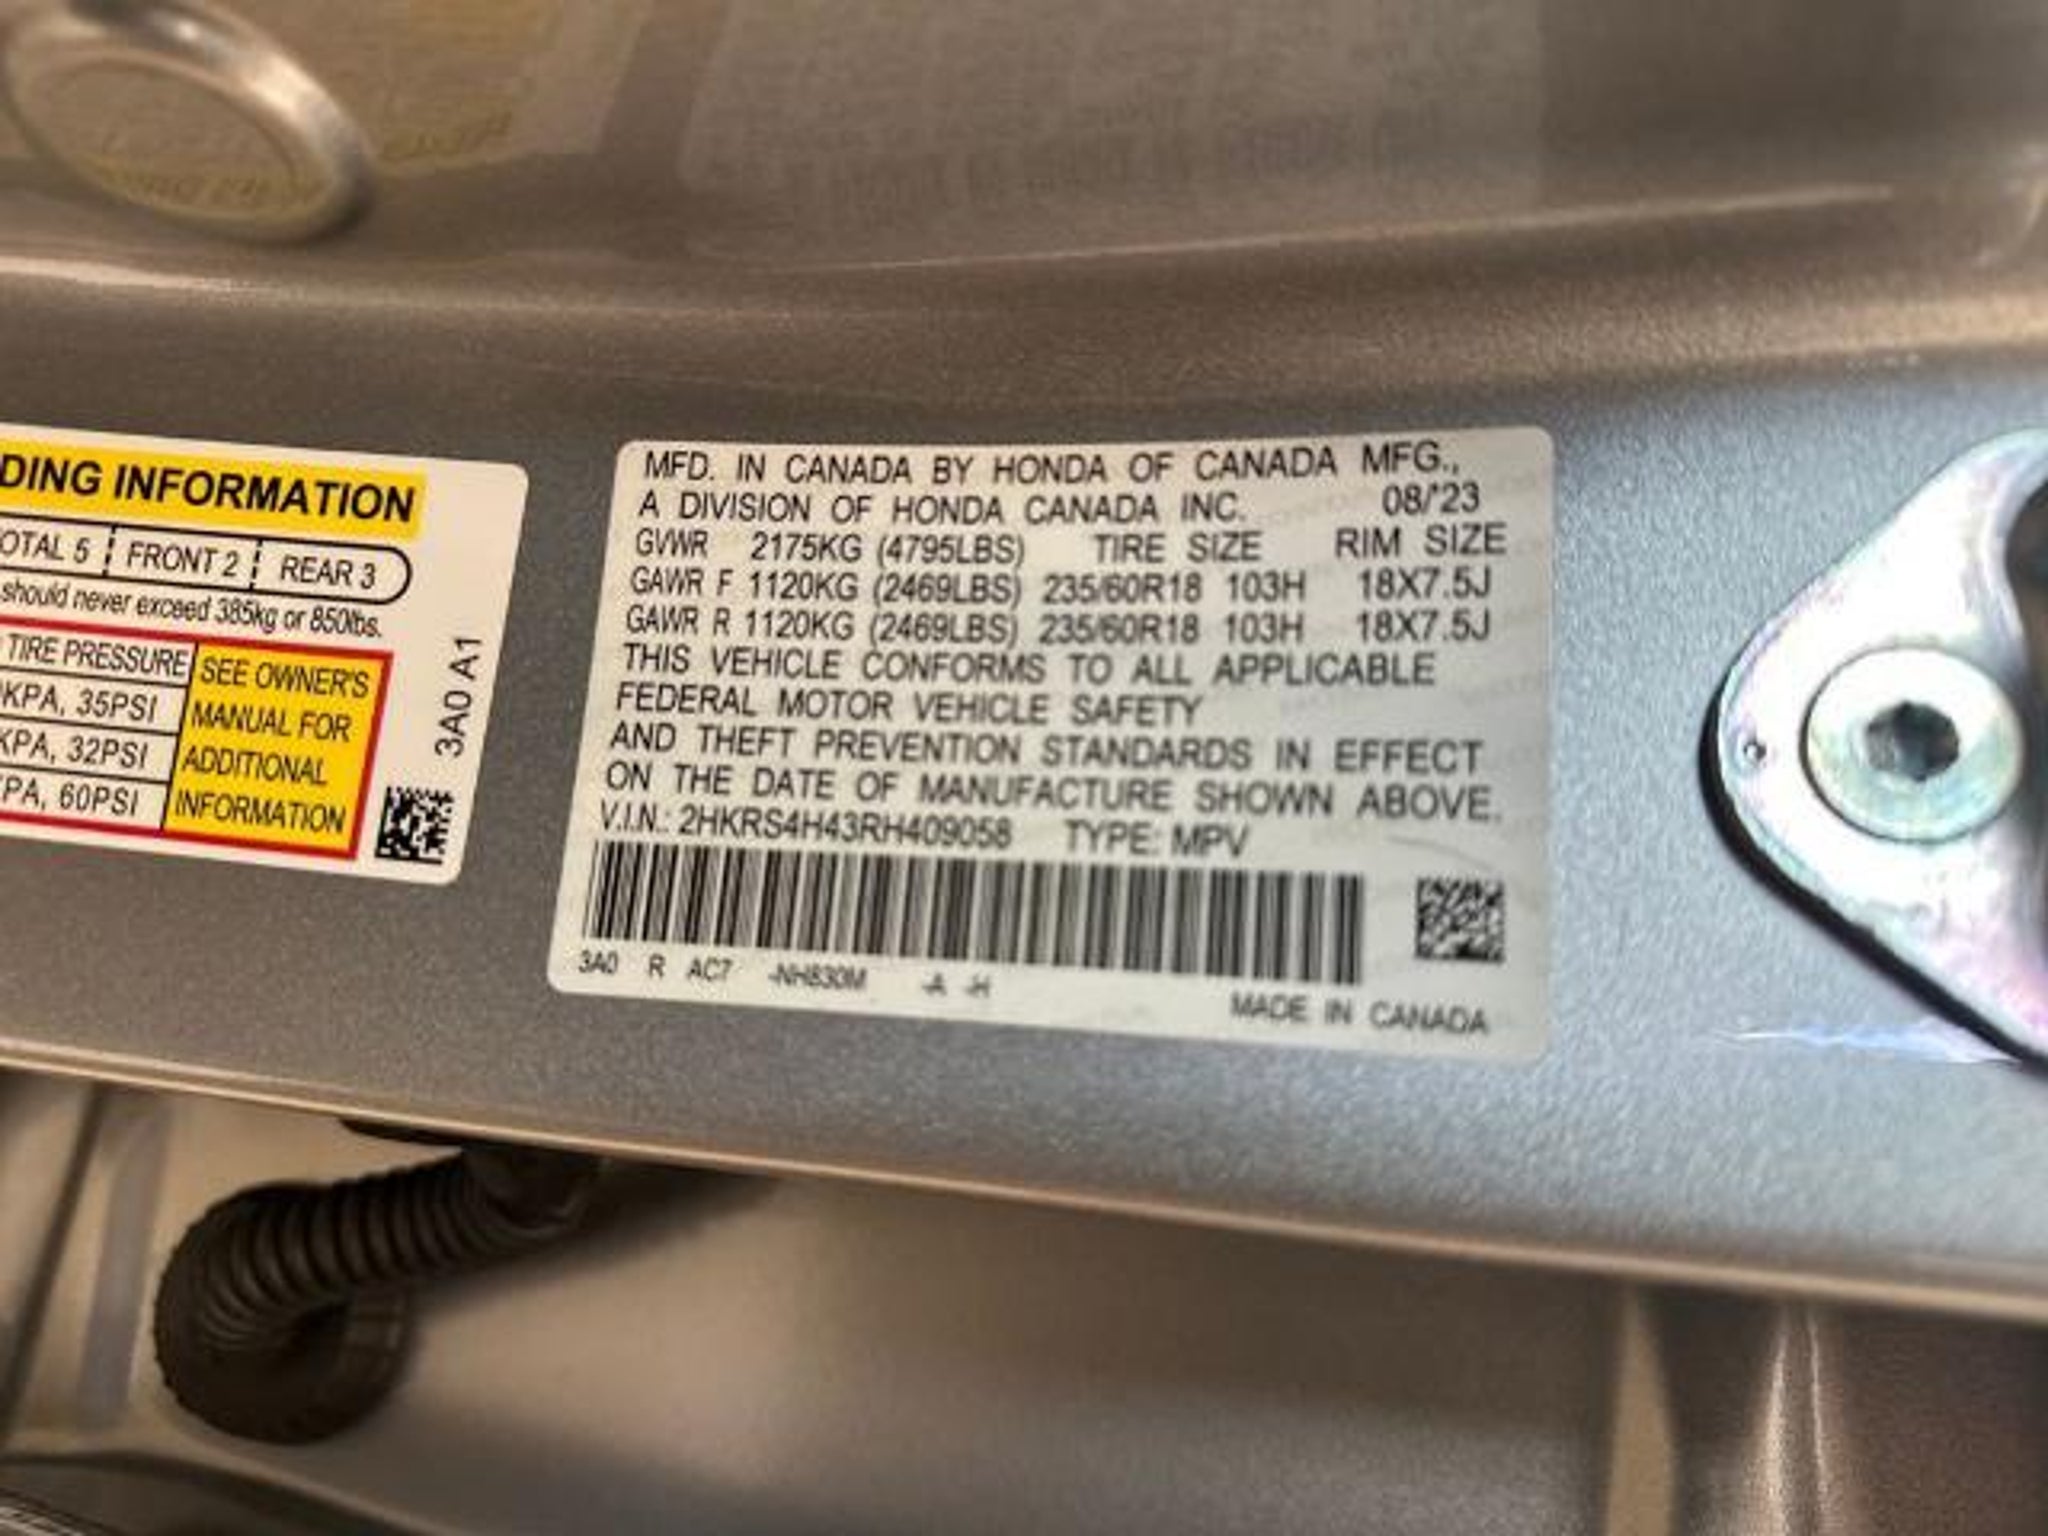 DING INFORMATION
OTAL 5 FRONT 2 REAR 3
should never exceed 385kg or 850lbs.
TIRE PRESSURE
KPA, 35PSI
KPA, 32PSI
PA, 60PSI
SEE OWNER'S
MANUAL FOR
ADDITIONAL
INFORMATION
3A0 A1
MFD. IN CANADA BY HONDA OF CANADA MFG.,
A DIVISION OF HONDA CANADA INC. 08/'23
GVWR 2175KG (4795LBS) TIRE SIZE RIM SIZE
GAWR F 1120KG (2469LBS) 235/60R18 103H 18X7.5J
GAWR R 1120KG (2469LBS) 235/60R18 103H 18X7.5J
THIS VEHICLE CONFORMS TO ALL APPLICABLE
FEDERAL MOTOR VEHICLE SAFETY
AND THEFT PREVENTION STANDARDS IN EFFECT
ON THE DATE OF MANUFACTURE SHOWN ABOVE.
V.I.N.: 2HKRS4H43RH409058 TYPE: MPV
3A0 R AC7 -NH830M -A -H
MADE IN CANADA